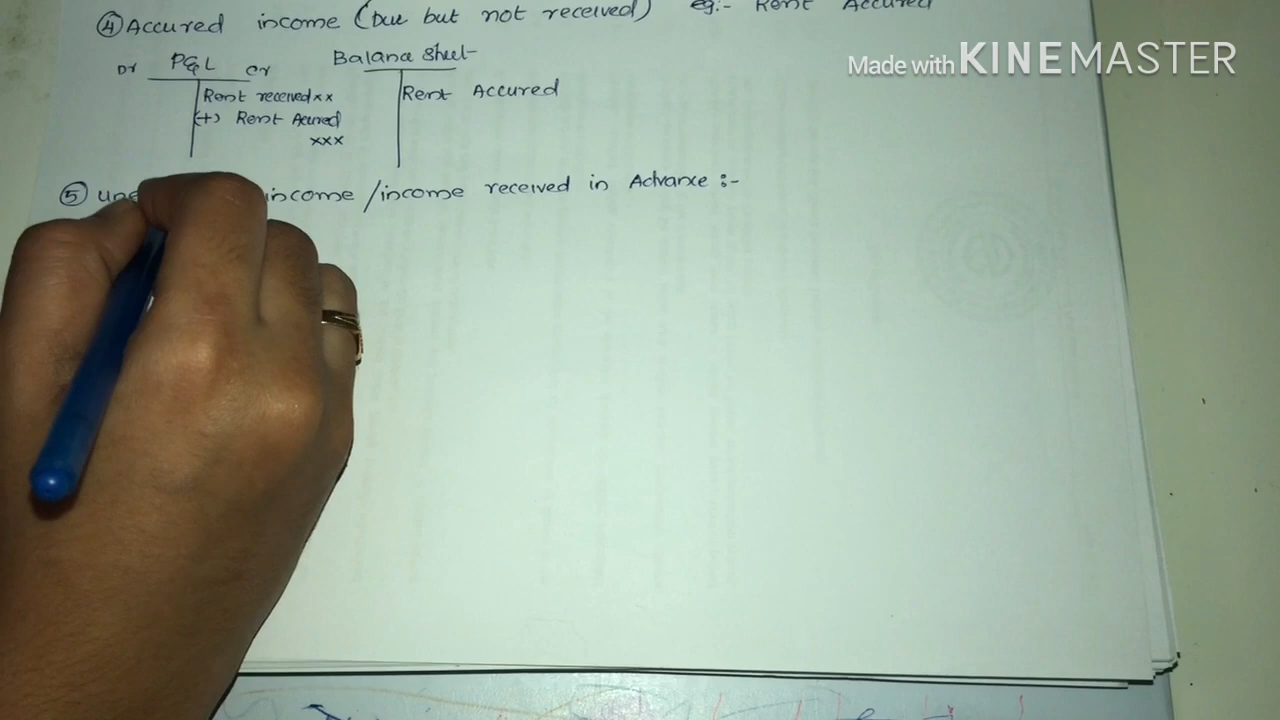 ④ Accured income (Due but not received) eg:- Rent Accured
Made with KINEMASTER
Dr P&L Cr
Balance sheet
Rent received xx
(+) Rent Accured
xxx
Rent Accured
⑤ income /income received in Advance :-